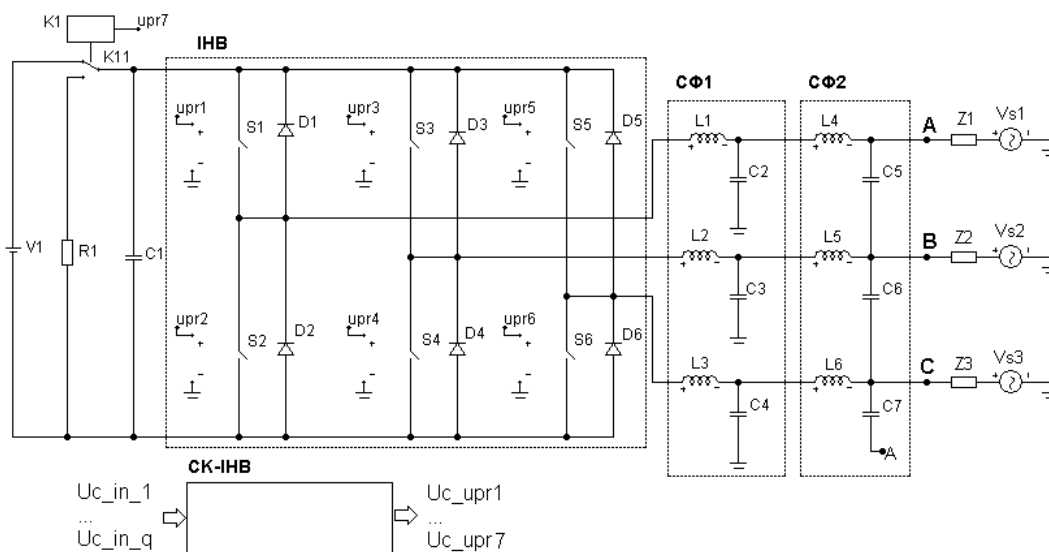 K1
upr7
K11
ІНВ
upr1
S1
D1
upr3
S3
D3
upr5
S5
D5
СФ1
СФ2
L1
L4
A
Z1
Vs1
C2
C5
V1
R1
C1
L2
L5
B
Z2
Vs2
C3
C6
upr2
S2
D2
upr4
S4
D4
upr6
S6
D6
L3
L6
C
Z3
Vs3
C4
C7
A
СК-ІНВ
Uc_in_1
...
Uc_in_q
Uc_upr1
...
Uc_upr7